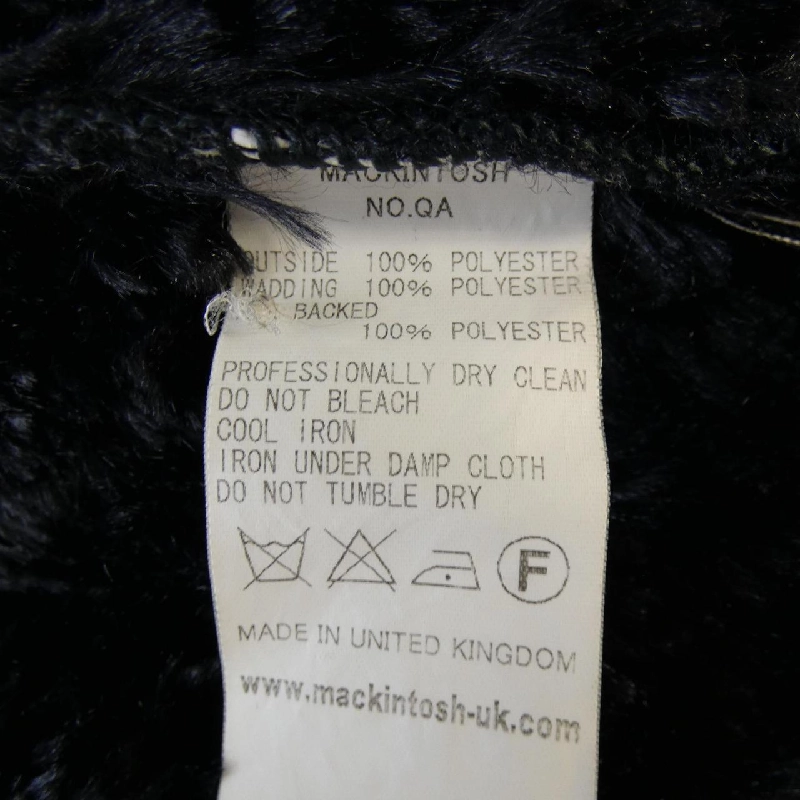 MACKINTOSH
NO.QA
OUTSIDE 100% POLYESTER
WADDING 100% POLYESTER
BACKED
100% POLYESTER
PROFESSIONALLY DRY CLEAN
DO NOT BLEACH
COOL IRON
IRON UNDER DAMP CLOTH
DO NOT TUMBLE DRY
F
MADE IN UNITED KINGDOM
www.mackintosh-uk.com